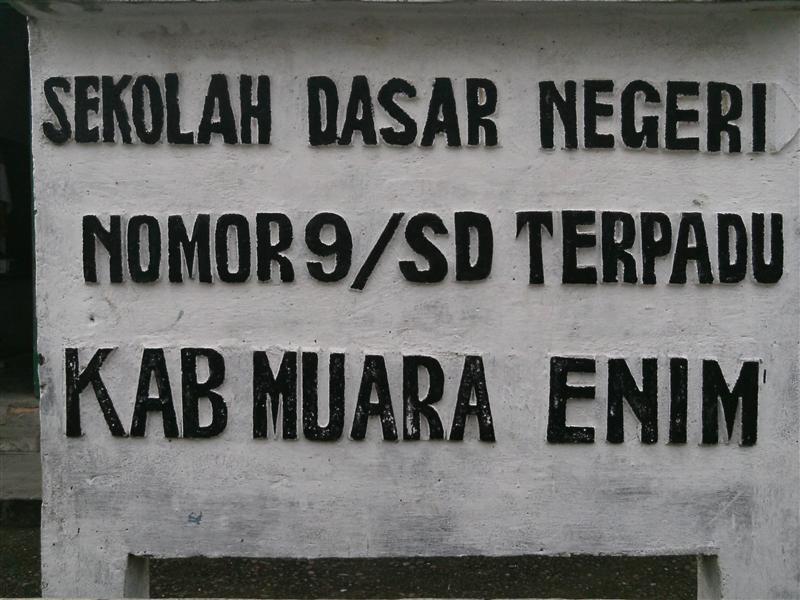 SEKOLAH DASAR NEGERI
NOMOR 9/SD TERPADU
KAB MUARA ENIM